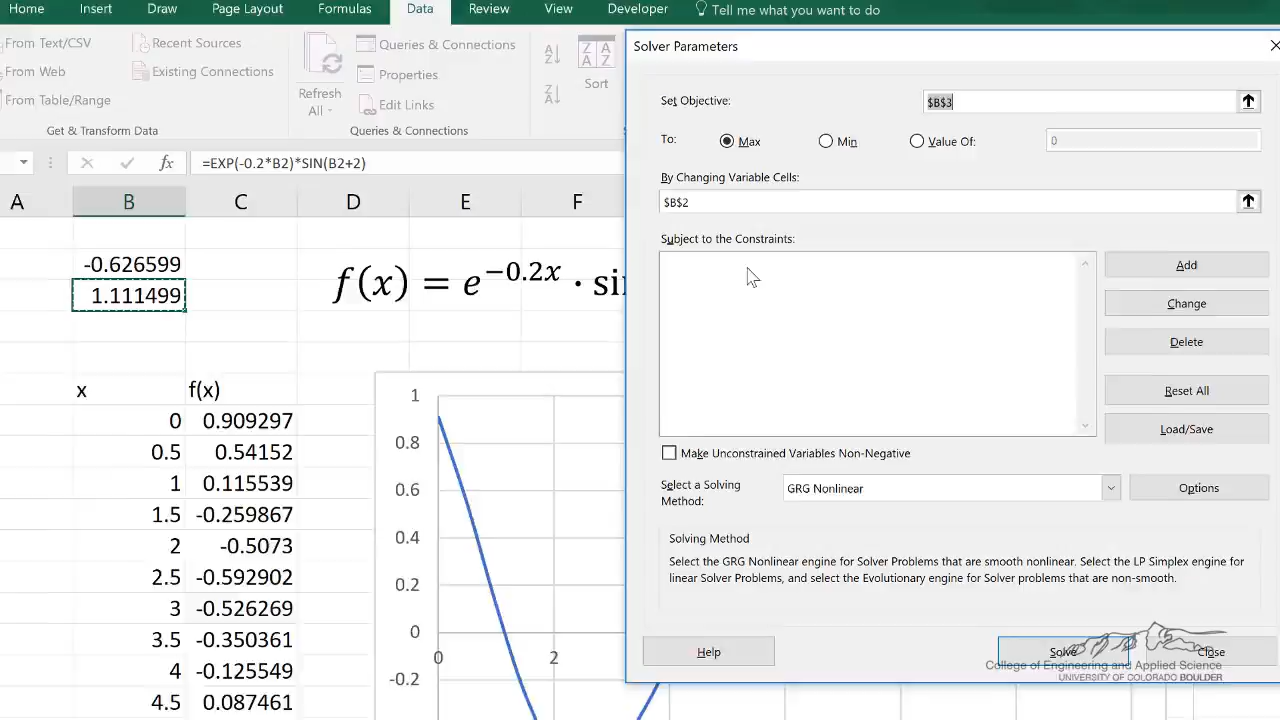 Home Insert Draw Page Layout Formulas Data Review View Developer Tell me what you want to do
From Text/CSV
From Web
From Table/Range
Recent Sources
Existing Connections
Get & Transform Data
Refresh
All
Queries & Connections
Properties
Edit Links
Queries & Connections
A
Z
Z
A
Z A
A Z
Sort
fx =EXP(-0.2*B2)*SIN(B2+2)
A B C D E F
-0.626599
1.111499
f(x) = e^−0.2x · sin
x f(x)
0 0.909297
0.5 0.54152
1 0.115539
1.5 -0.259867
2 -0.5073
2.5 -0.592902
3 -0.526269
3.5 -0.350361
4 -0.125549
4.5 0.087461
1
0.8
0.6
0.4
0.2
0
-0.2
0 2
Solver Parameters
Set Objective: $B$3
To: Max Min Value Of: 0
By Changing Variable Cells:
$B$2
Subject to the Constraints:
Add
Change
Delete
Reset All
Load/Save
Make Unconstrained Variables Non-Negative
Select a Solving
Method:
GRG Nonlinear
Options
Solving Method
Select the GRG Nonlinear engine for Solver Problems that are smooth nonlinear. Select the LP Simplex engine for
linear Solver Problems, and select the Evolutionary engine for Solver problems that are non-smooth.
Help Solve Close
College of Engineering and Applied Science
UNIVERSITY OF COLORADO BOULDER